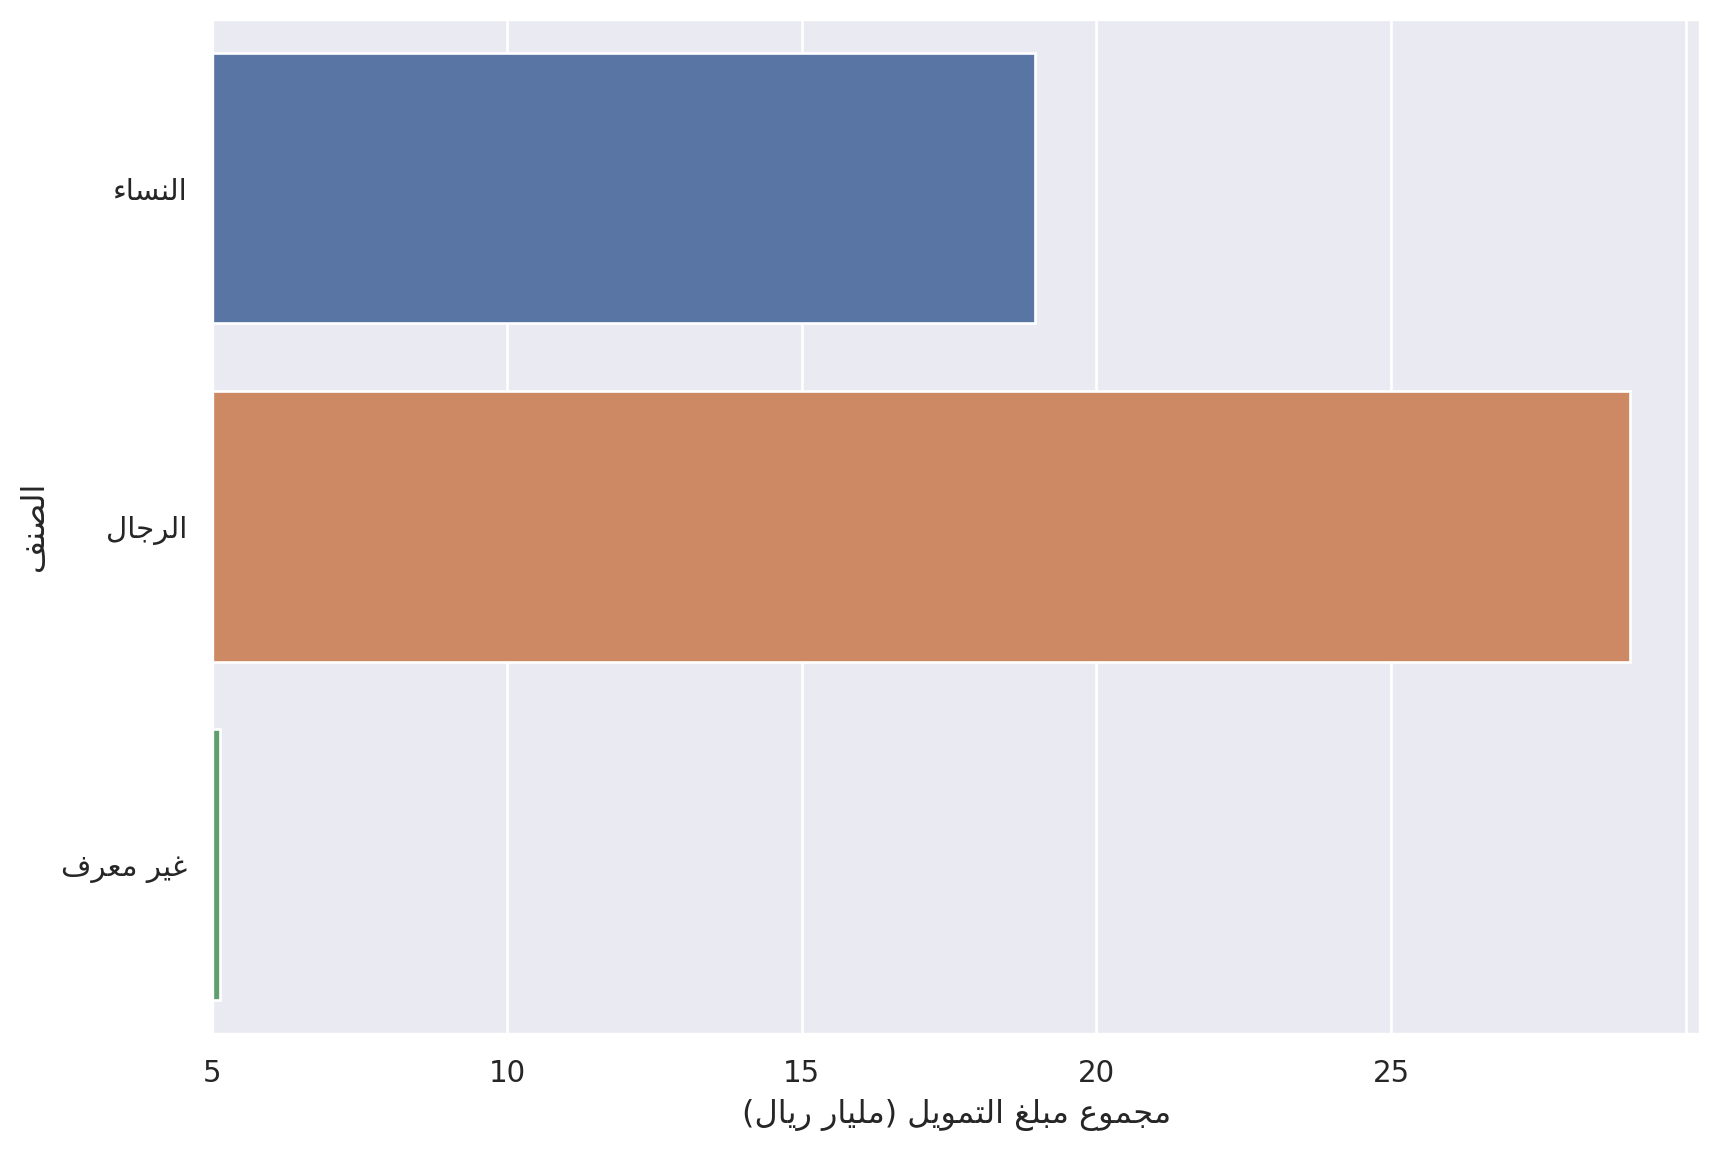 النساء
الصنف
الرجال
غير معرف
5 10 15 20 25
مجموع مبلغ التمويل (مليار ريال)